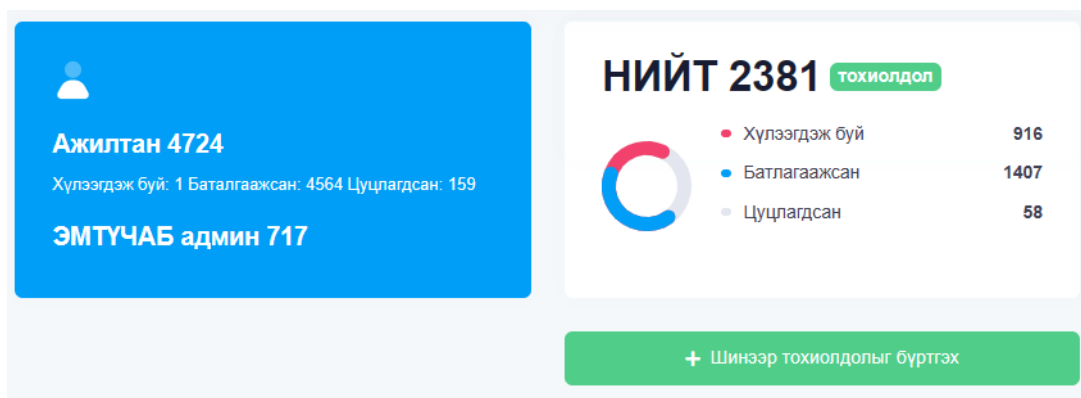 Ажилтан 4724
Хүлээгдэж буй: 1 Баталгаажсан: 4564 Цуцлагдсан: 159
ЭМТҮЧАБ админ 717
НИЙТ 2381 тохиолдол
Хүлээгдэж буй 916
Батлагаажсан 1407
Цуцлагдсан 58
+ Шинээр тохиолдолыг бүртгэх